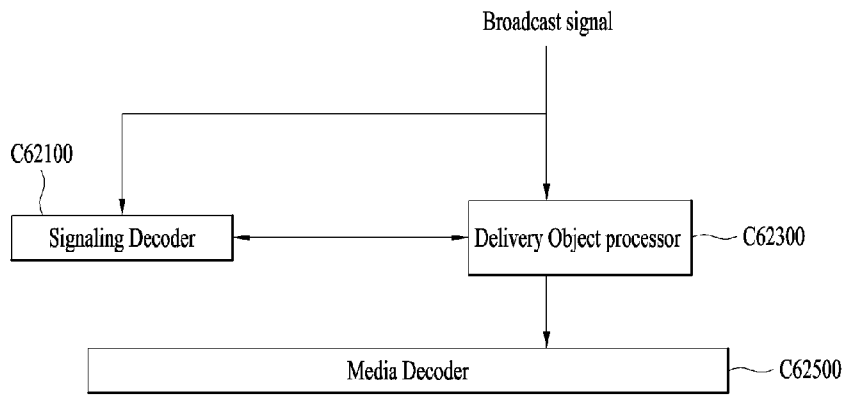 Broadcast signal
C62100
Signaling Decoder
Delivery Object processor
C62300
Media Decoder
C62500